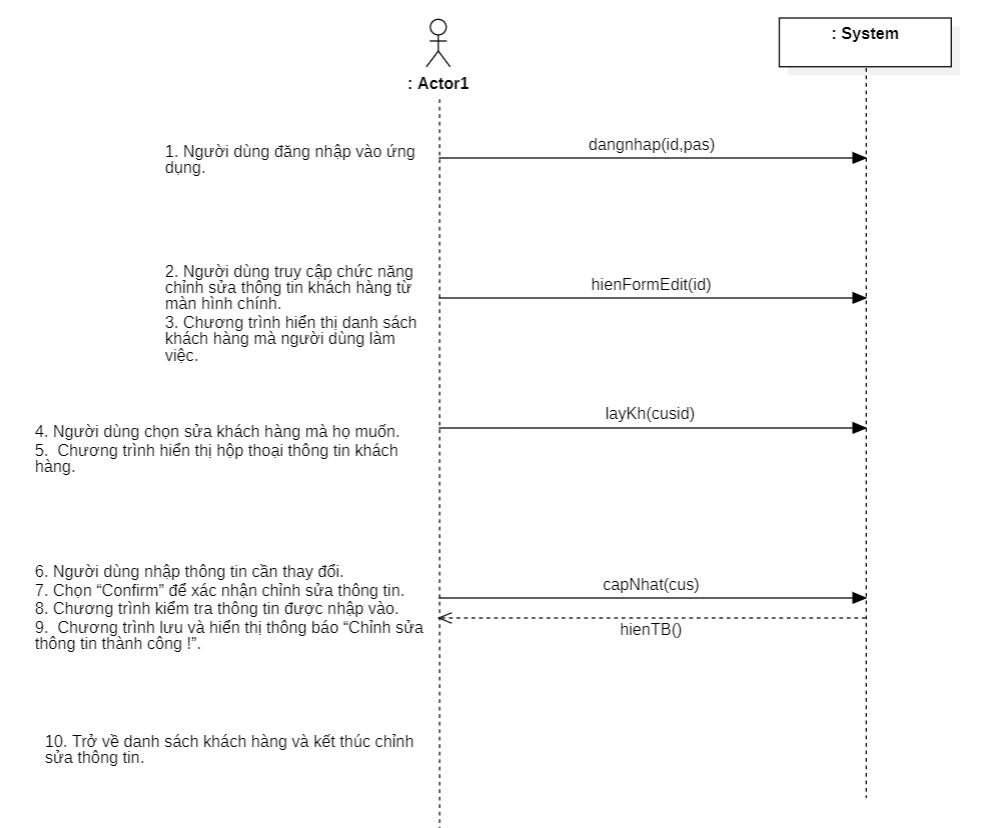 : System
: Actor1
dangnhap(id,pas)
1. Người dùng đăng nhập vào ứng
dụng.
2. Người dùng truy cập chức năng
chỉnh sửa thông tin khách hàng từ
màn hình chính.
hienFormEdit(id)
3. Chương trình hiển thị danh sách
khách hàng mà người dùng làm
việc.
layKh(cusid)
4. Người dùng chọn sửa khách hàng mà họ muốn.
5. Chương trình hiển thị hộp thoại thông tin khách
hàng.
6. Người dùng nhập thông tin cần thay đổi.
7. Chọn “Confirm” để xác nhận chỉnh sửa thông tin.
capNhat(cus)
8. Chương trình kiểm tra thông tin được nhập vào.
9. Chương trình lưu và hiển thị thông báo “Chỉnh sửa
thông tin thành công !”.
hienTB()
10. Trở về danh sách khách hàng và kết thúc chỉnh
sửa thông tin.